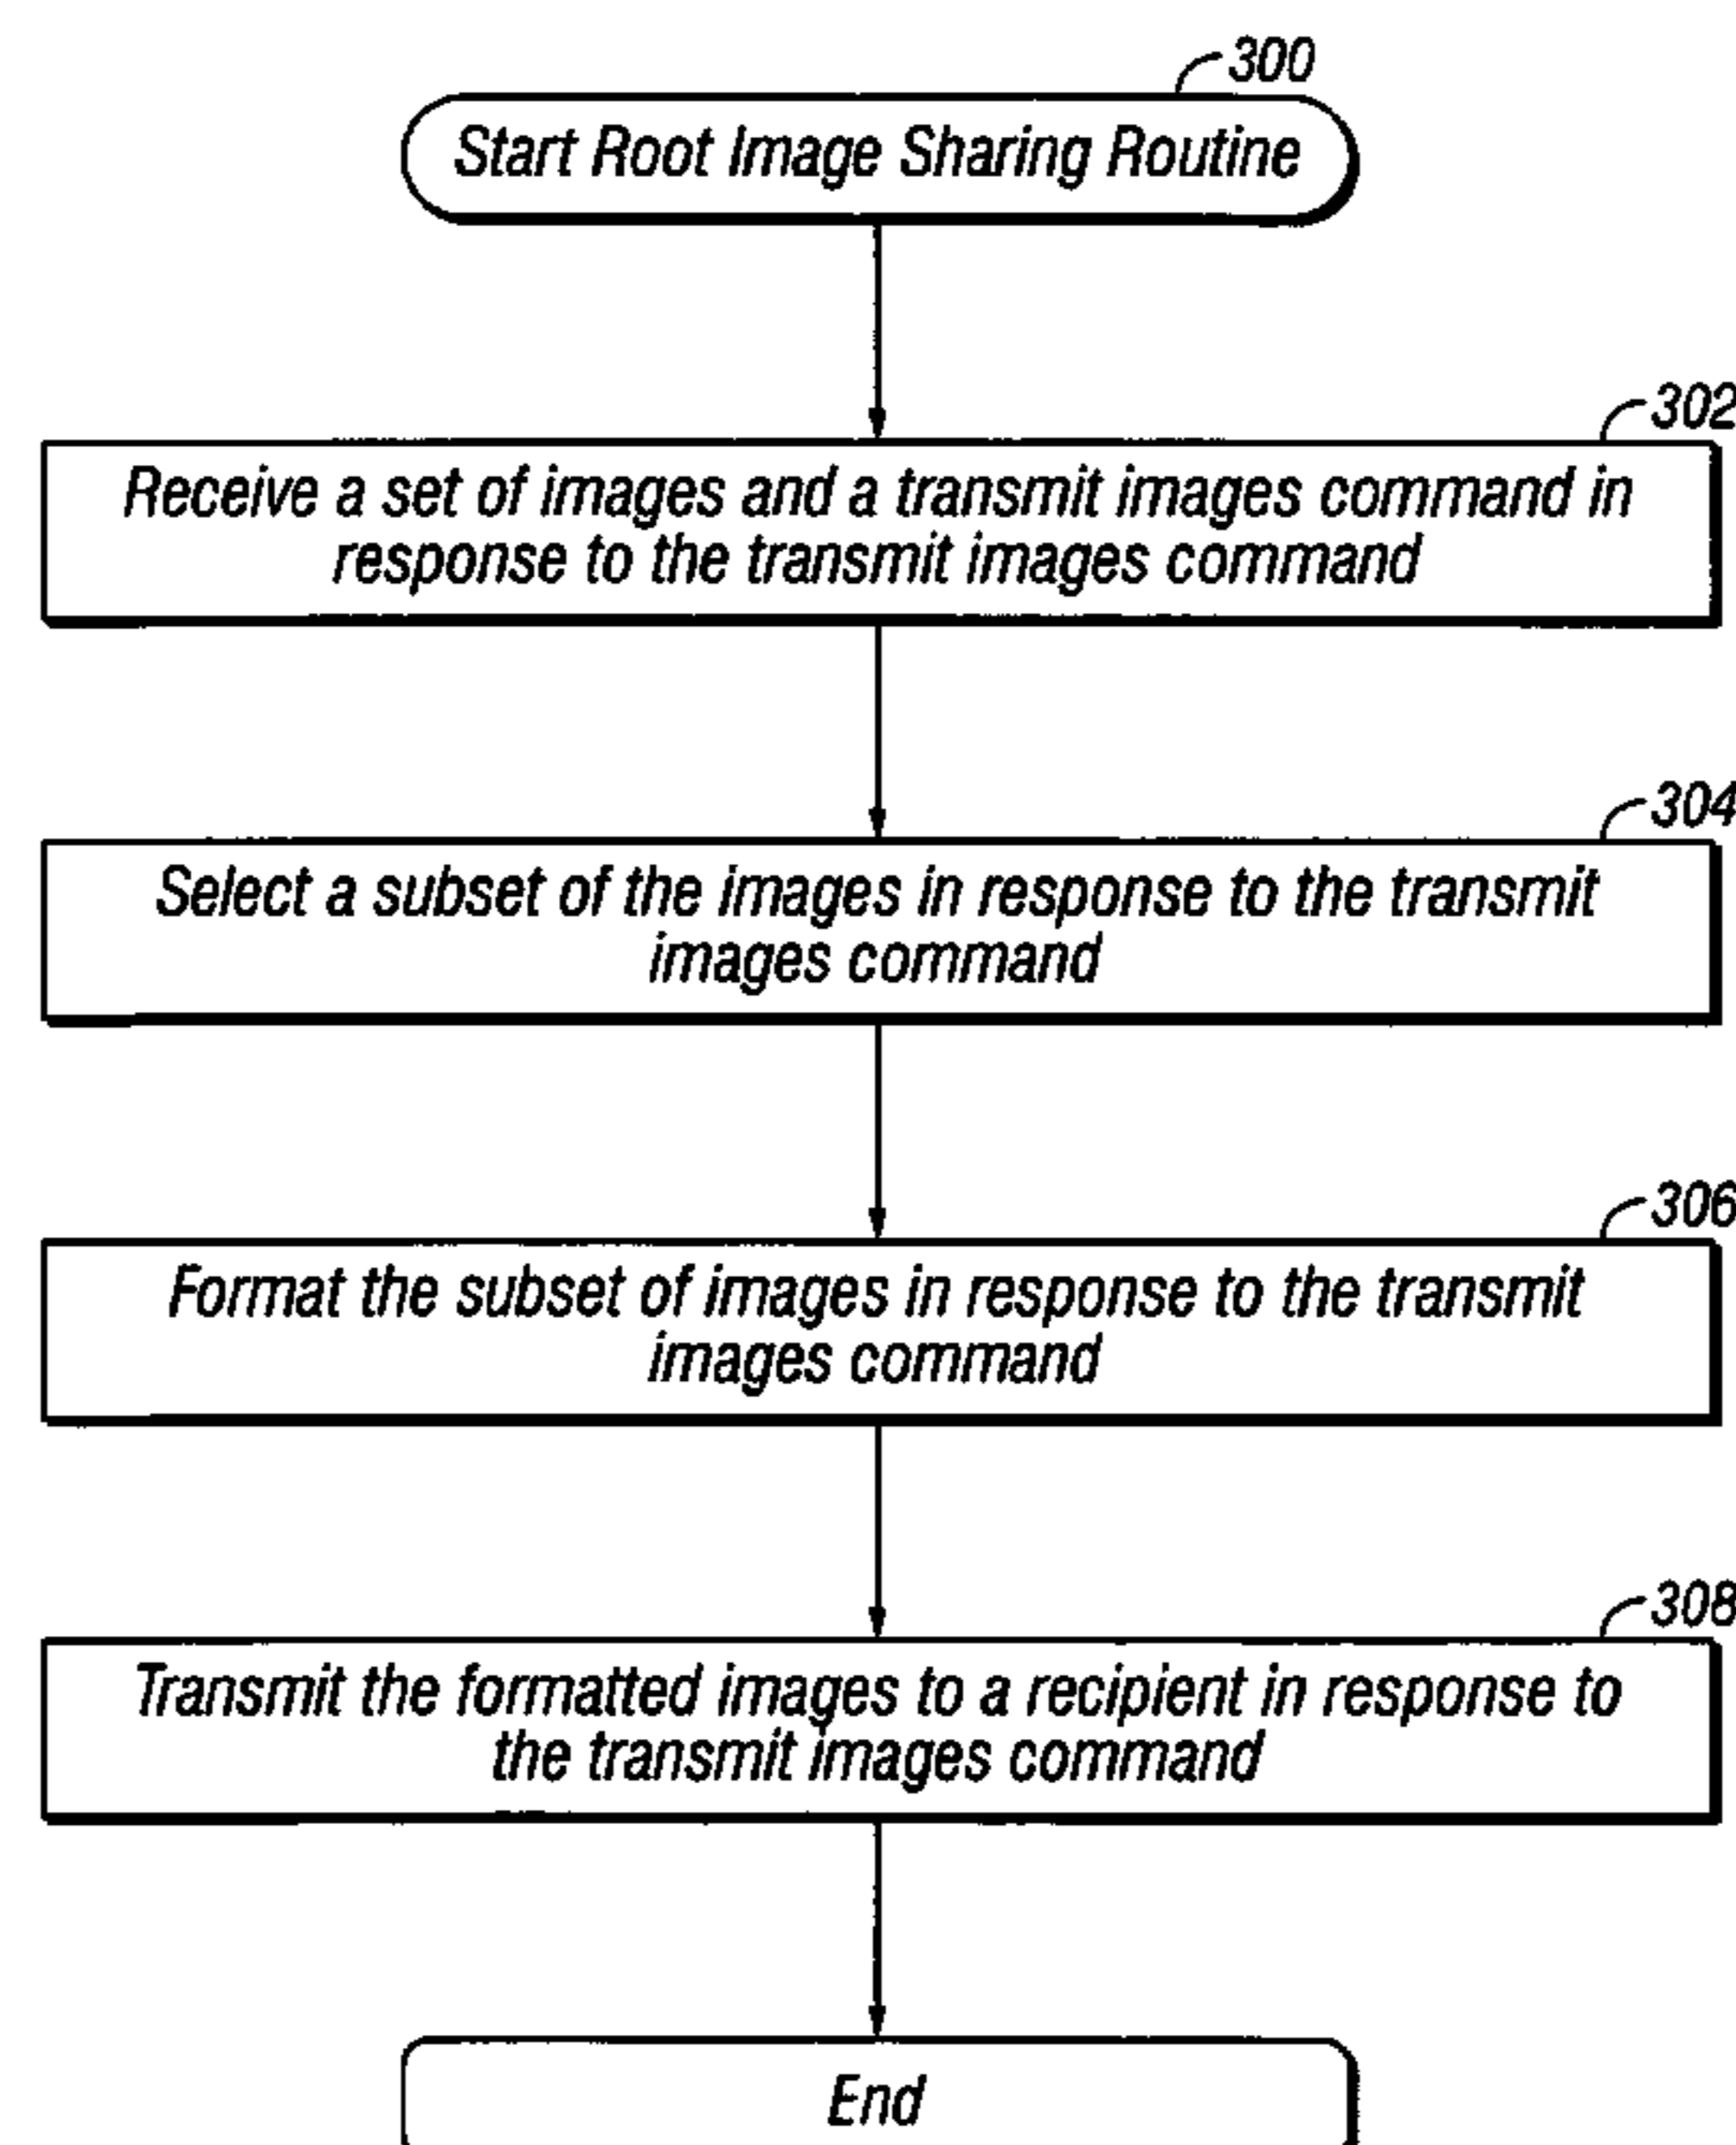 300
Start Root Image Sharing Routine
302
Receive a set of images and a transmit images command in
response to the transmit images command
304
Select a subset of the images in response to the transmit
images command
306
Format the subset of images in response to the transmit
images command
308
Transmit the formatted images to a recipient in response to
the transmit images command
End